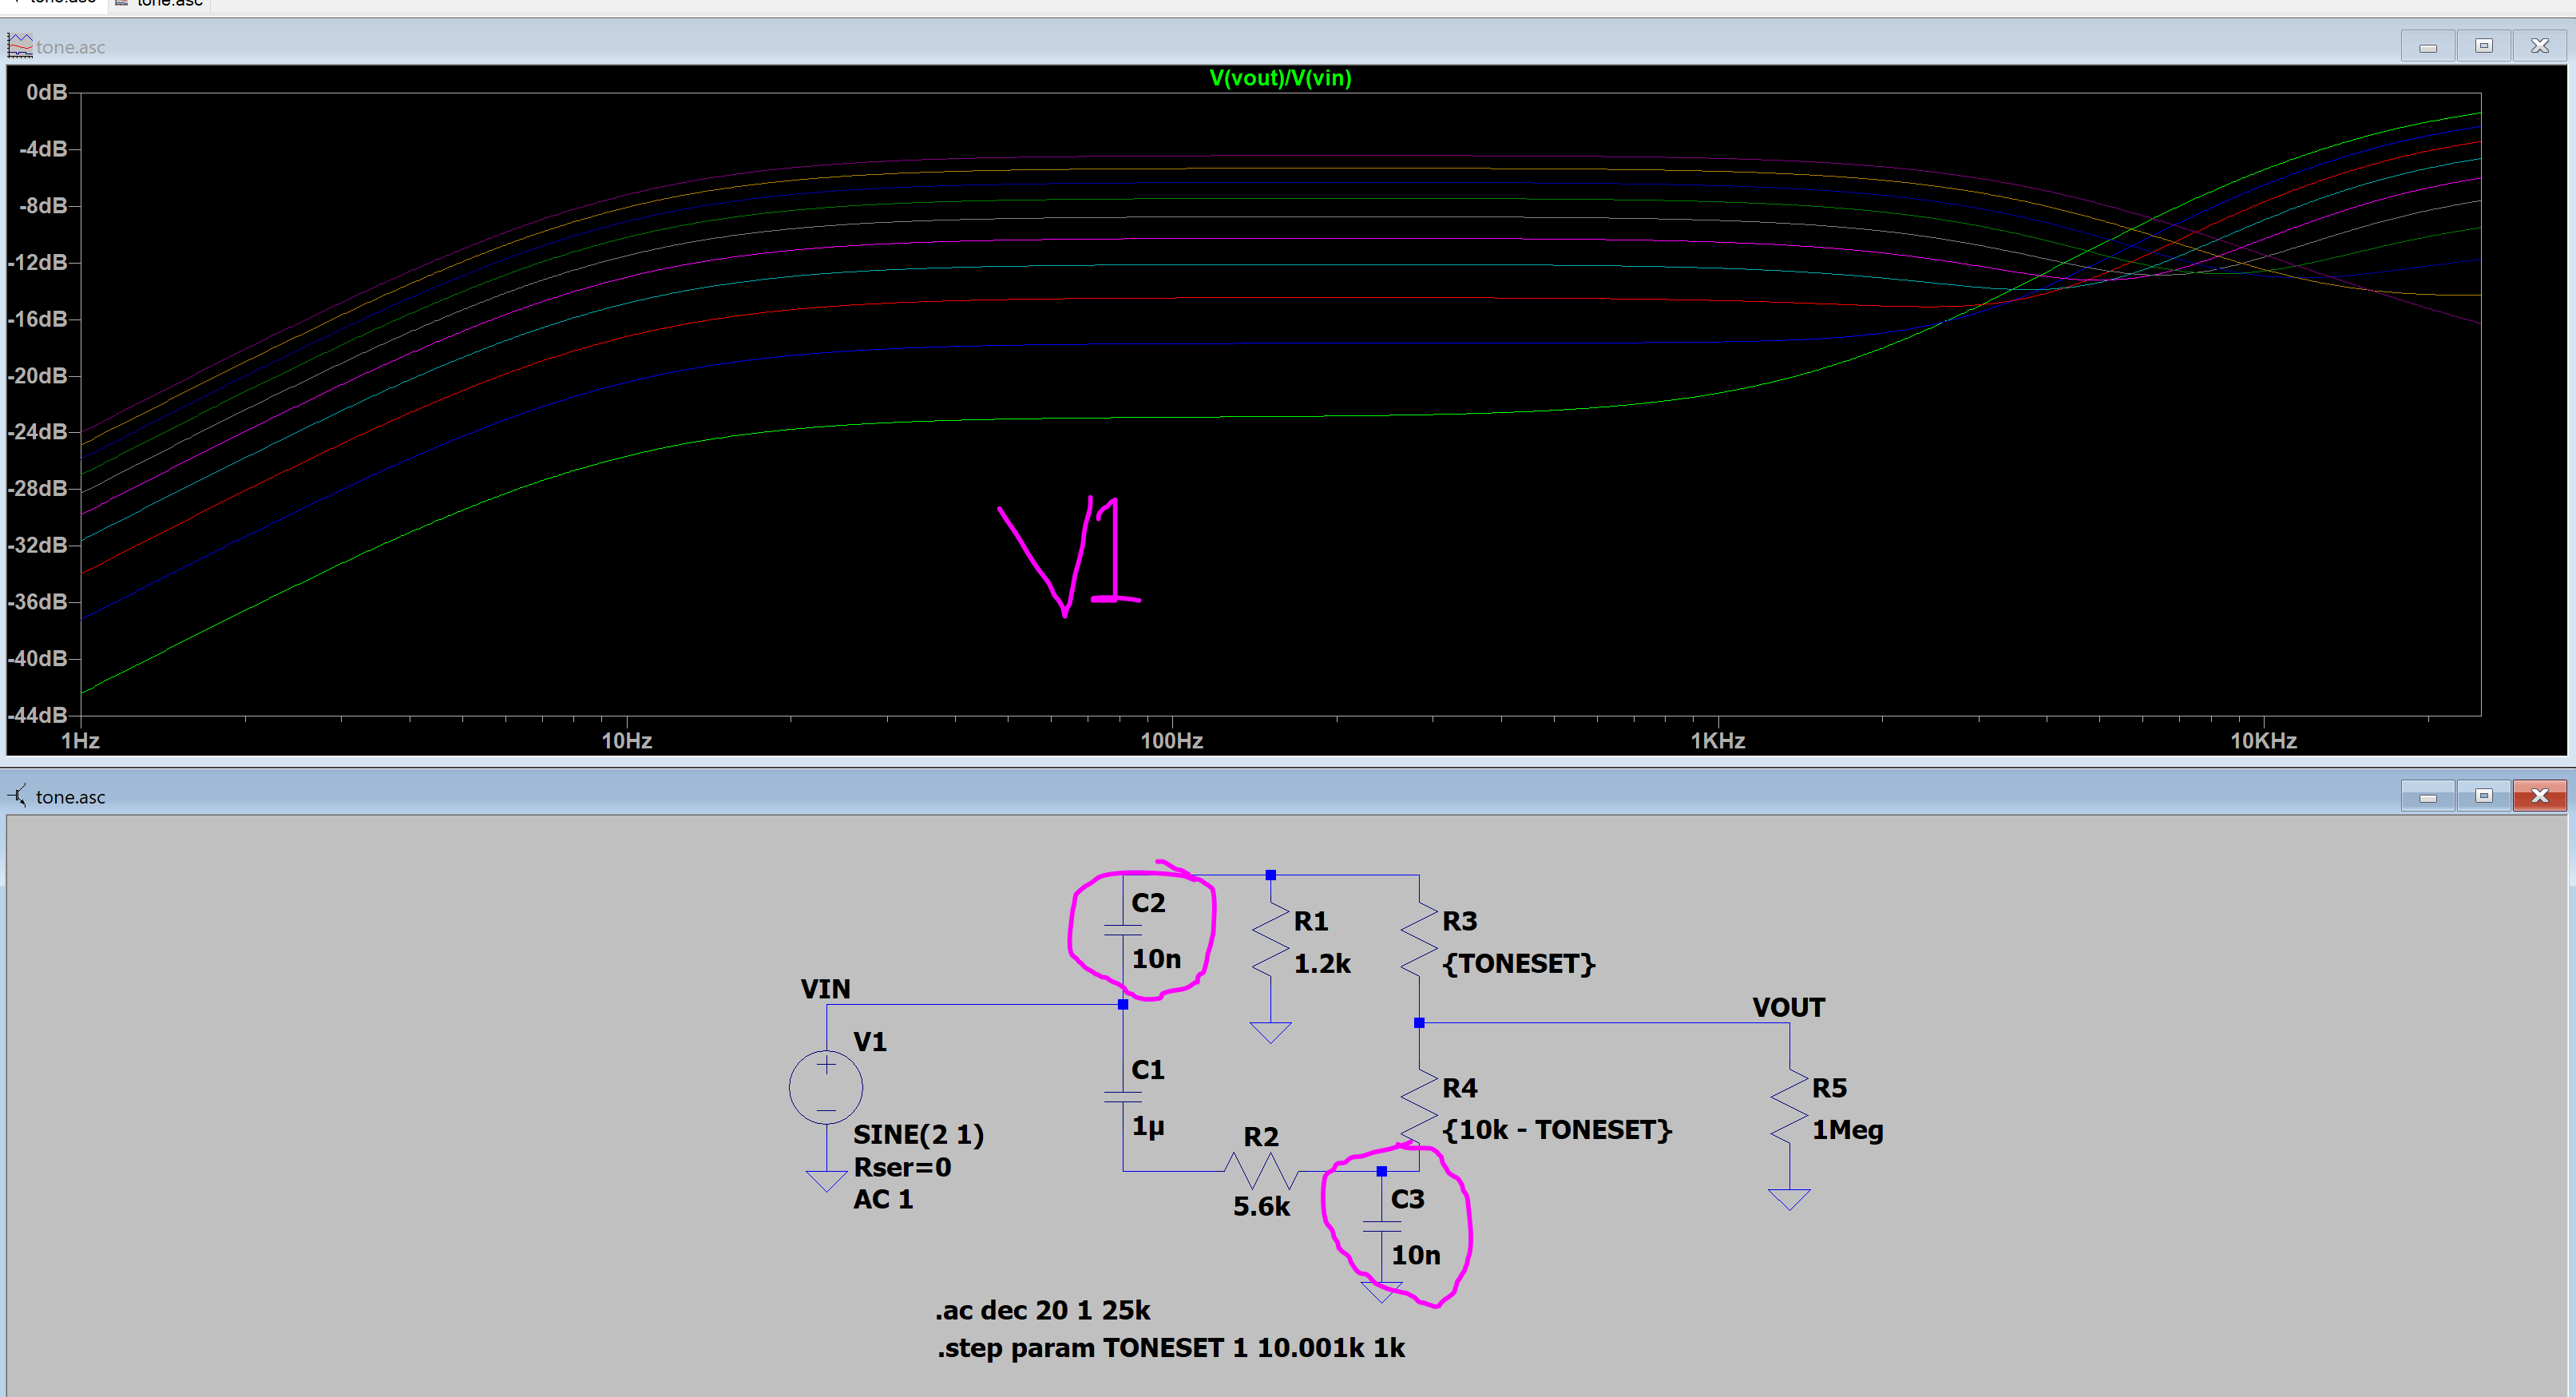 tone.asc tone.asc
tone.asc
V(vout)/V(vin)
0dB
-4dB
-8dB
-12dB
-16dB
-20dB
-24dB
-28dB
-32dB
-36dB
-40dB
-44dB
V1
1Hz 10Hz 100Hz 1KHz 10KHz
tone.asc
C2
10n
R1
1.2k
R3
{TONESET}
VIN
V1
SINE(2 1)
Rser=0
AC 1
C1
1µ
R2
5.6k
R4
{10k - TONESET}
C3
10n
VOUT
R5
1Meg
.ac dec 20 1 25k
.step param TONESET 1 10.001k 1k